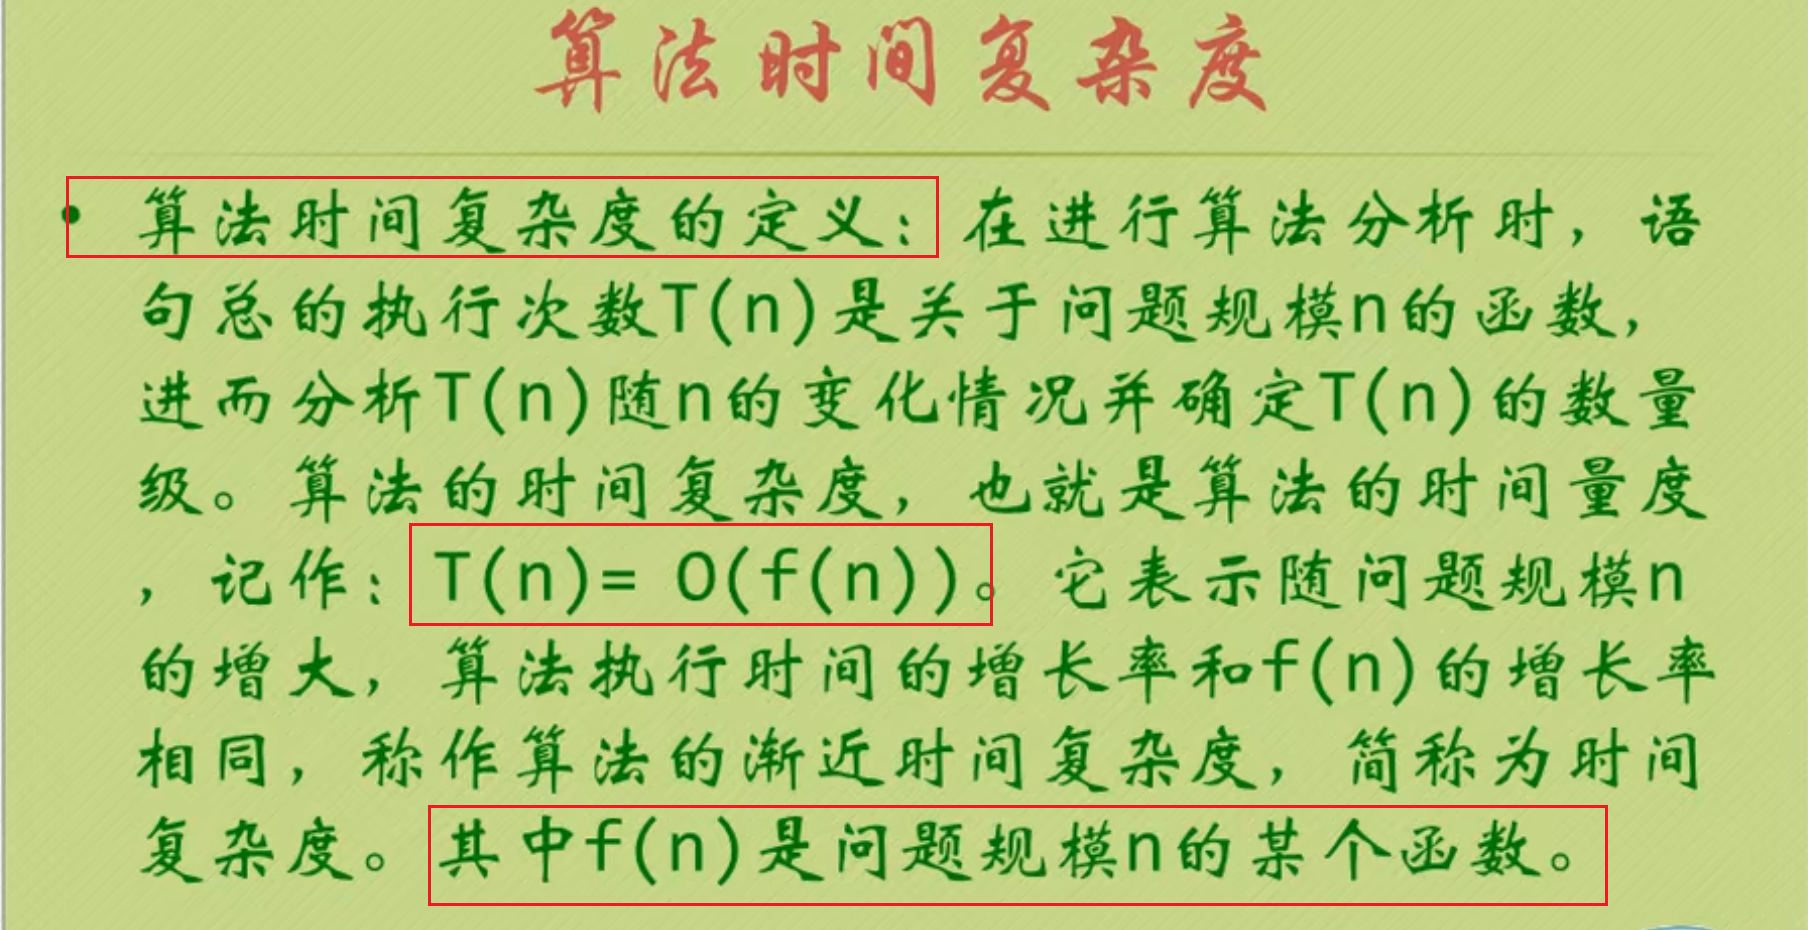 算法时间复杂度
• 算法时间复杂度的定义：在进行算法分析时，语
句总的执行次数T(n)是关于问题规模n的函数，
进而分析T(n)随n的变化情况并确定T(n)的数量
级。算法的时间复杂度，也就是算法的时间量度
，记作：T(n)= O(f(n))。它表示随问题规模n
的增大，算法执行时间的增长率和f(n)的增长率
相同，称作算法的渐近时间复杂度，简称为时间
复杂度。其中f(n)是问题规模n的某个函数。